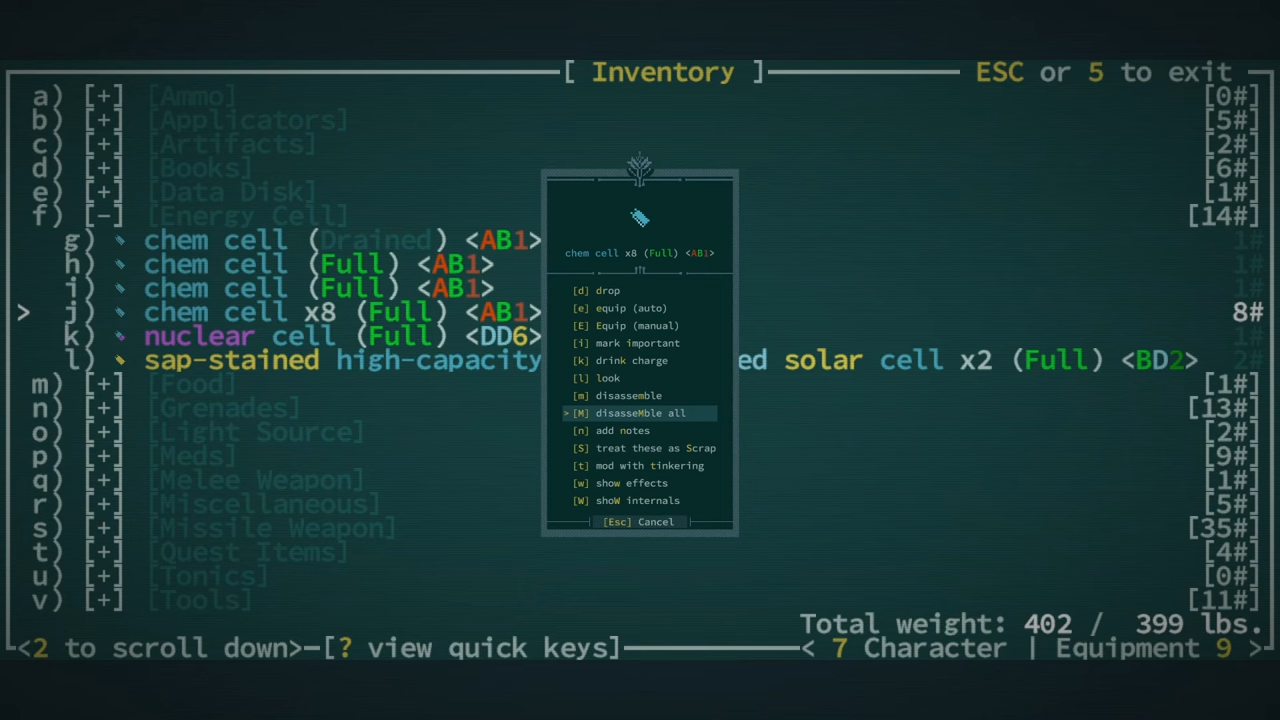 [ Inventory ] ESC or 5 to exit
a) [+] [Ammo] [0#]
b) [+] [Applicators] [5#]
c) [+] [Artifacts] [2#]
d) [+] [Books] [6#]
e) [+] [Data Disk] [1#]
f) [-] [Energy Cell] [14#]
g) chem cell (Drained) <AB1> 1#
h) chem cell (Full) <AB1> 1#
i) chem cell (Full) <AB1> 1#
> j) chem cell x8 (Full) <AB1> 8#
k) nuclear cell (Full) <DD6> 1#
l) sap-stained high-capacity ed solar cell x2 (Full) <BD2> 2#
m) [+] [Food] [1#]
n) [+] [Grenades] [13#]
o) [+] [Light Source] [2#]
p) [+] [Meds] [9#]
q) [+] [Melee Weapon] [1#]
r) [+] [Miscellaneous] [5#]
s) [+] [Missile Weapon] [35#]
t) [+] [Quest Items] [4#]
u) [+] [Tonics] [0#]
v) [+] [Tools] [11#]
Total weight: 402 / 399 lbs.
<2 to scroll down> [? view quick keys] < 7 Character | Equipment 9 >
chem cell x8 (Full) <AB1>
[d] drop
[e] equip (auto)
[E] Equip (manual)
[i] mark important
[k] drink charge
[l] look
[m] disassemble
> [M] disasseMble all
[n] add notes
[S] treat these as Scrap
[t] mod with tinkering
[w] show effects
[W] shoW internals
[Esc] Cancel